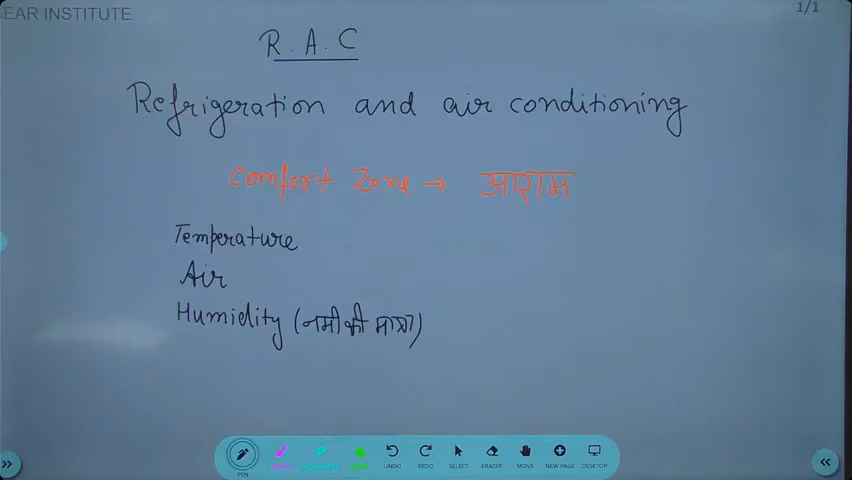 GEAR INSTITUTE
1/1
R.A.C
Refrigeration and air conditioning
Comfort Zone → आराम
Temperature
Air
Humidity (नमी की मात्रा)
PEN
UNDO
REDO
SELECT
ERASER
MOVE
NEW PAGE
DESKTOP